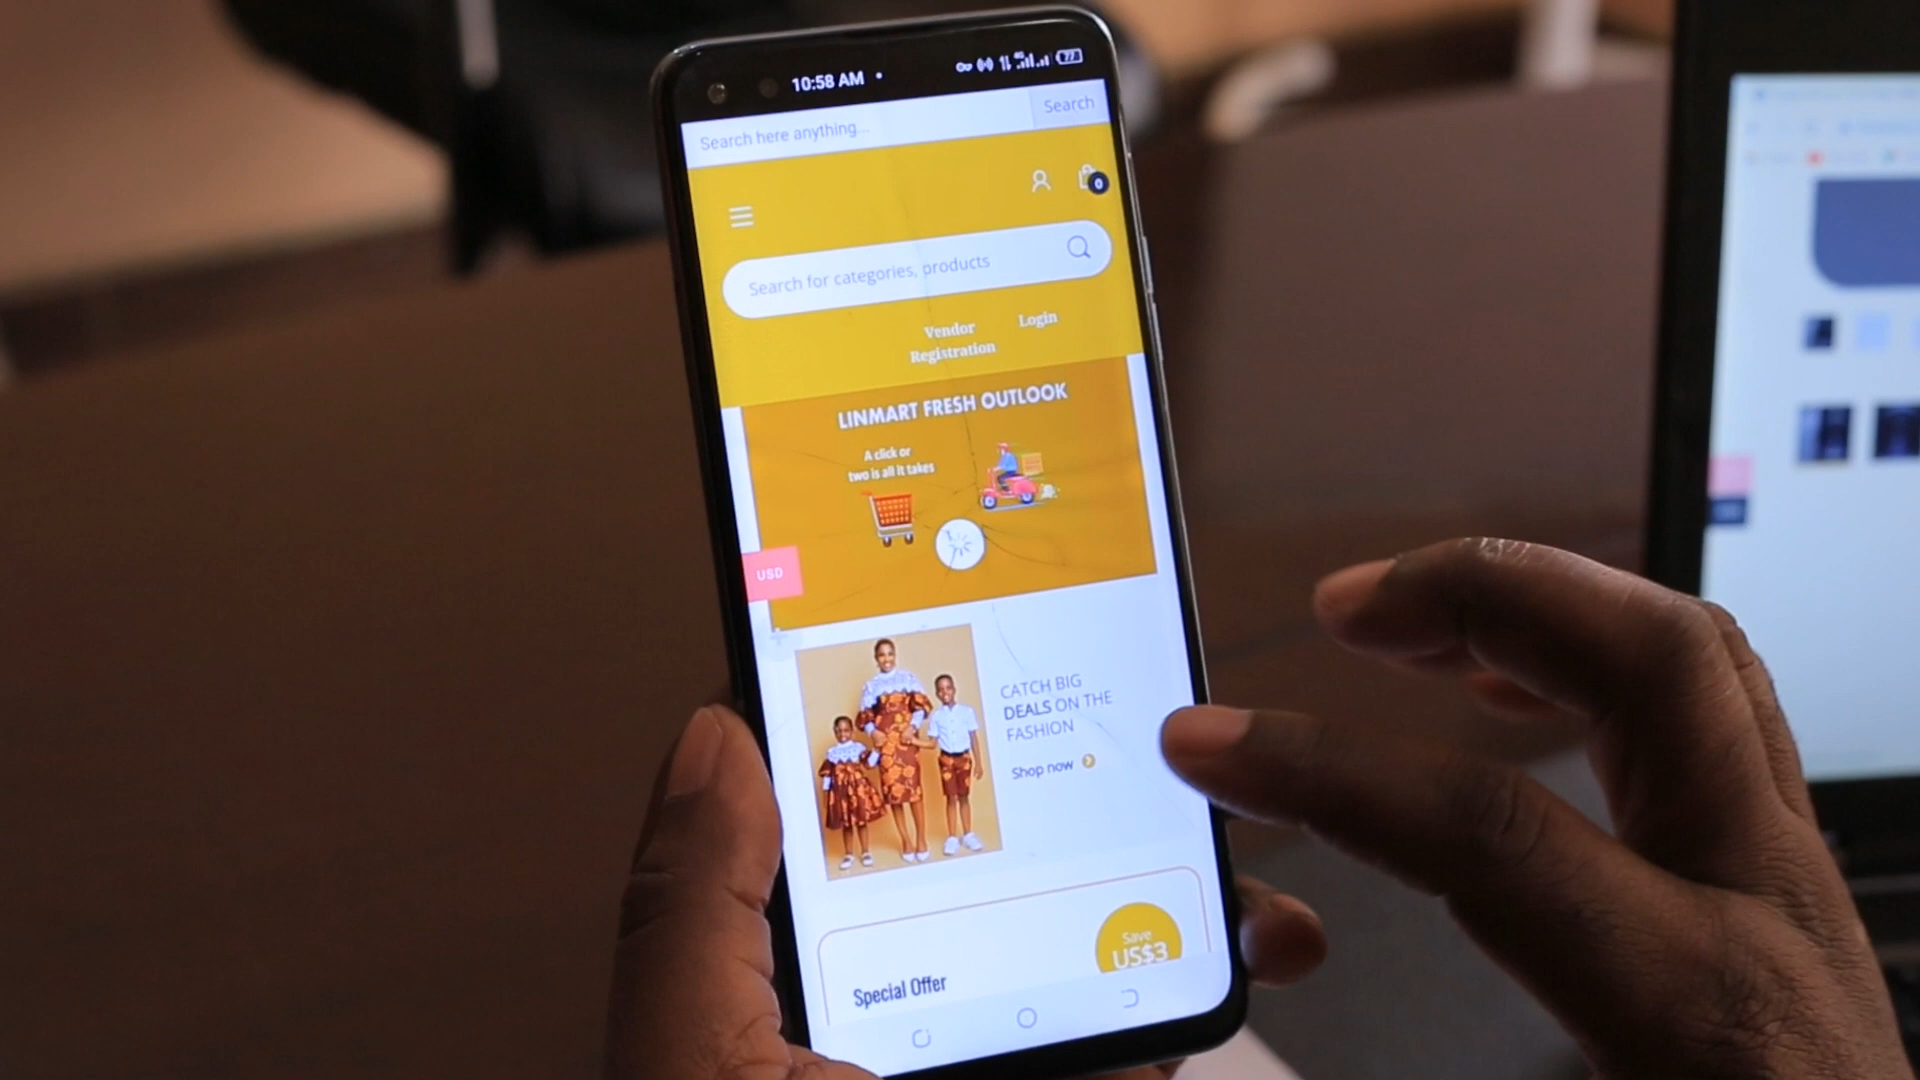 10:58 AM
4G
77
Search here anything...
Search
0
Search for categories, products
Vendor
Registration
Login
LINMART FRESH OUTLOOK
A click or
two is all it takes
USD
CATCH BIG
DEALS ON THE
FASHION
Shop now
Save
US$3
Special Offer